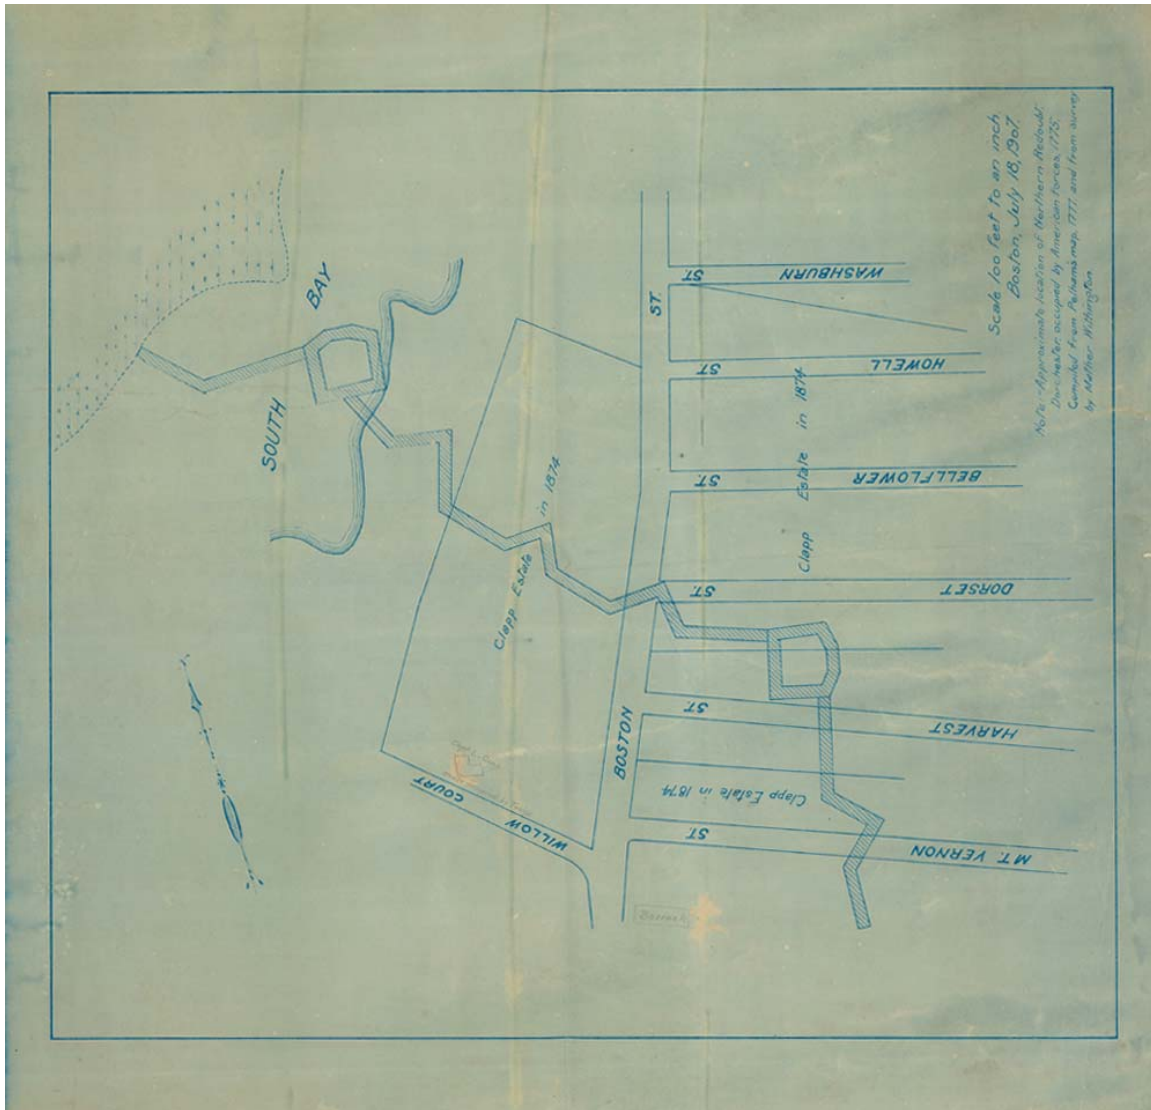 Scale 100 feet to an inch
Boston, July 18, 1907.
Note:- Approximate location of Northern Redoubt.
Dorchester, occupied by American Forces, 1775.
Compiled from Pelham's map, 1777, and from survey
by Mather Withington.
SOUTH BAY
BOSTON ST.
WASHBURN ST.
HOWELL ST.
BELLFLOWER ST.
DORSET ST.
HARVEST ST.
MT. VERNON ST.
WILLOW COURT
Clapp Estate in 1874
Clapp Estate in 1874
Clapp Estate in 1874
Barrack